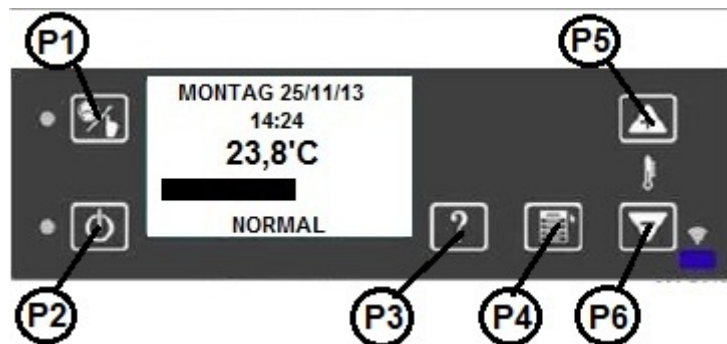 P1
P5
MONTAG 25/11/13
14:24
23,8'C
NORMAL
?
P2
P3
P4
P6